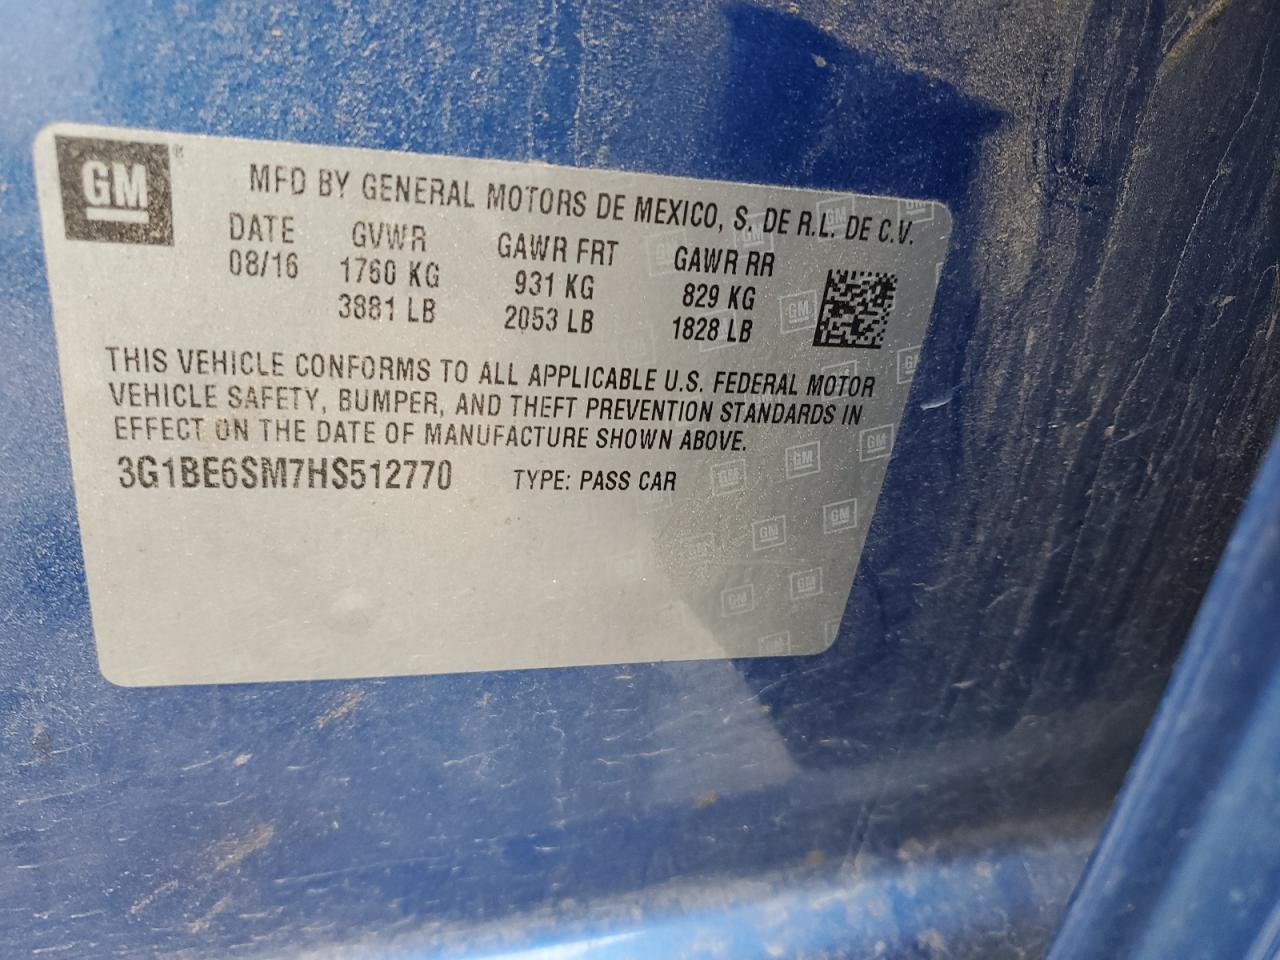 GM
MFD BY GENERAL MOTORS DE MEXICO, S. DE R.L. DE C.V.
DATE GVWR GAWR FRT GAWR RR
08/16 1760 KG 931 KG 829 KG
3881 LB 2053 LB 1828 LB
THIS VEHICLE CONFORMS TO ALL APPLICABLE U.S. FEDERAL MOTOR
VEHICLE SAFETY, BUMPER, AND THEFT PREVENTION STANDARDS IN
EFFECT ON THE DATE OF MANUFACTURE SHOWN ABOVE.
3G1BE6SM7HS512770 TYPE: PASS CAR